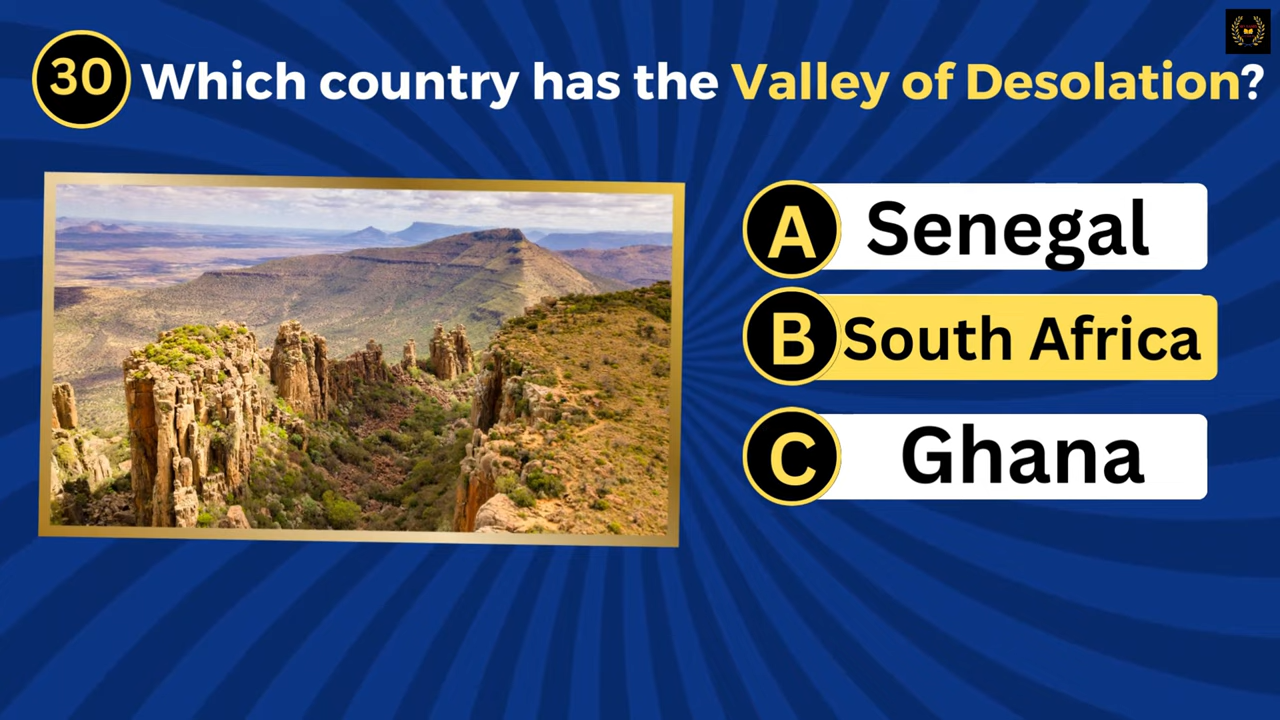 30 Which country has the Valley of Desolation?
A Senegal
B South Africa
C Ghana